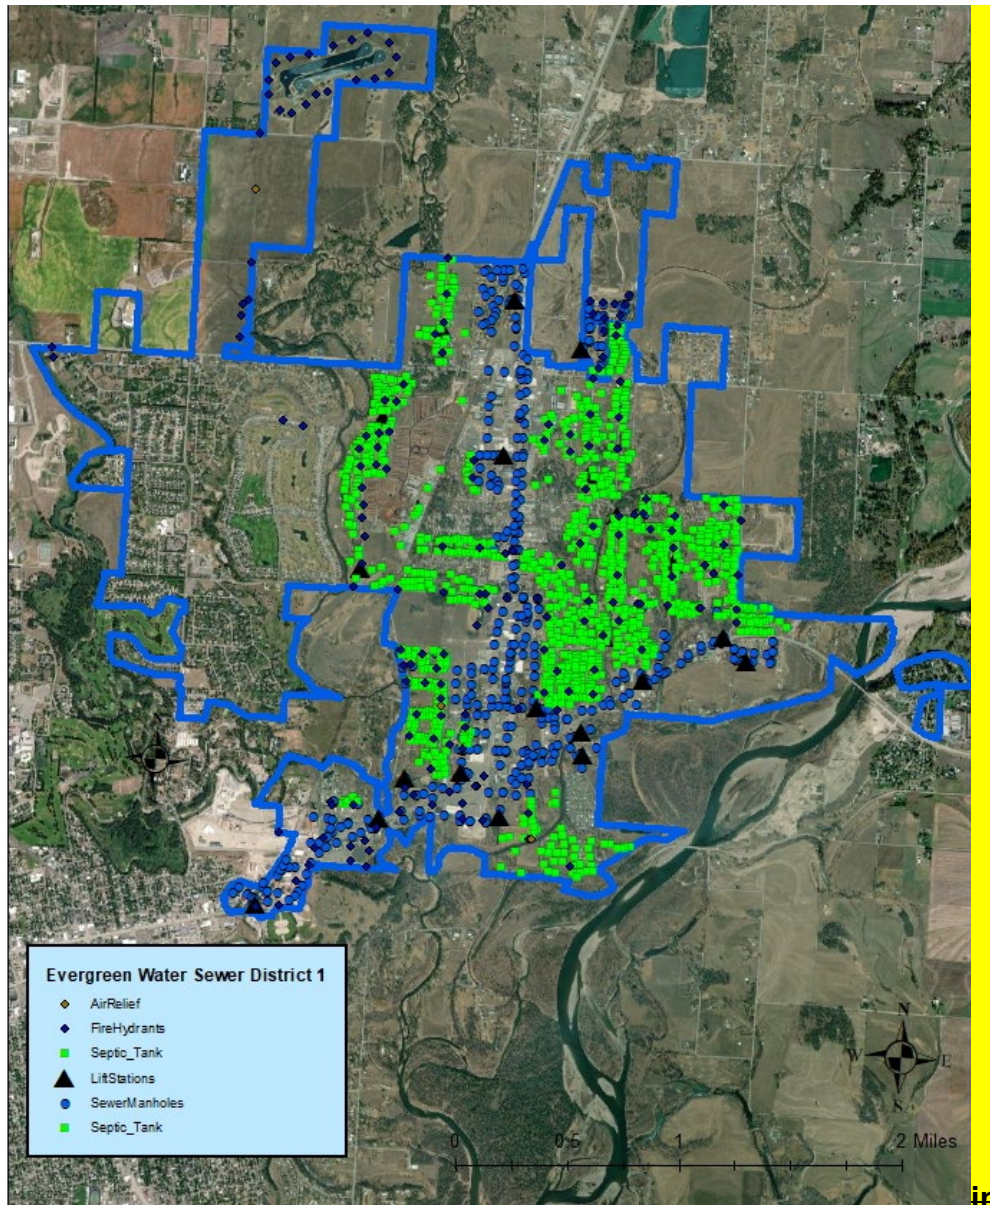 Evergreen Water Sewer District 1
AirRelief
FireHydrants
Septic_Tank
LiftStations
SewerManholes
Septic_Tank
N
W E
S
0 0.5 1 2 Miles